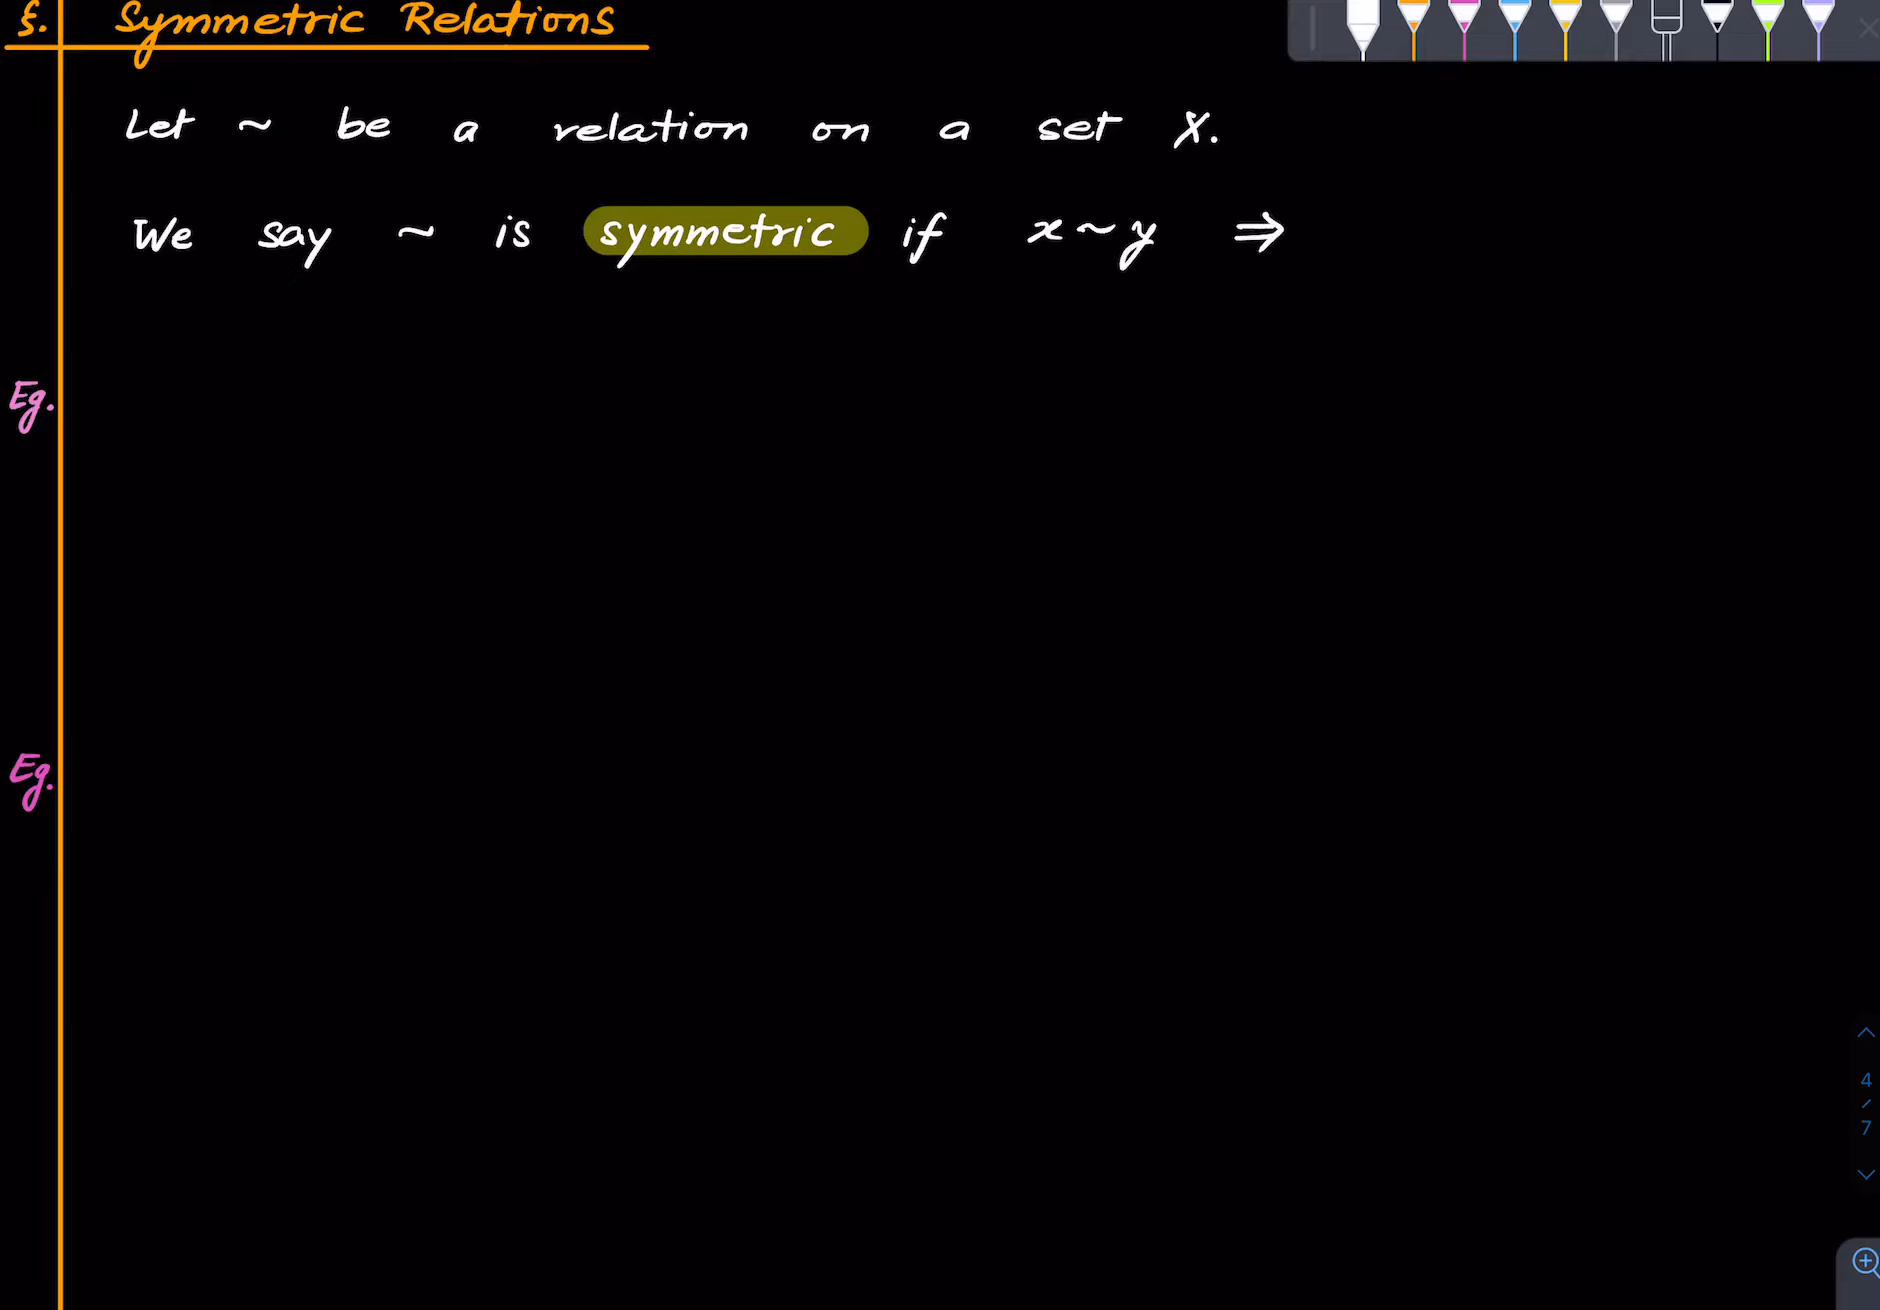 §. Symmetric Relations
Let ~ be a relation on a set X.
We say ~ is symmetric if x ~ y ⇒
Eg.
Eg.
4
/
7